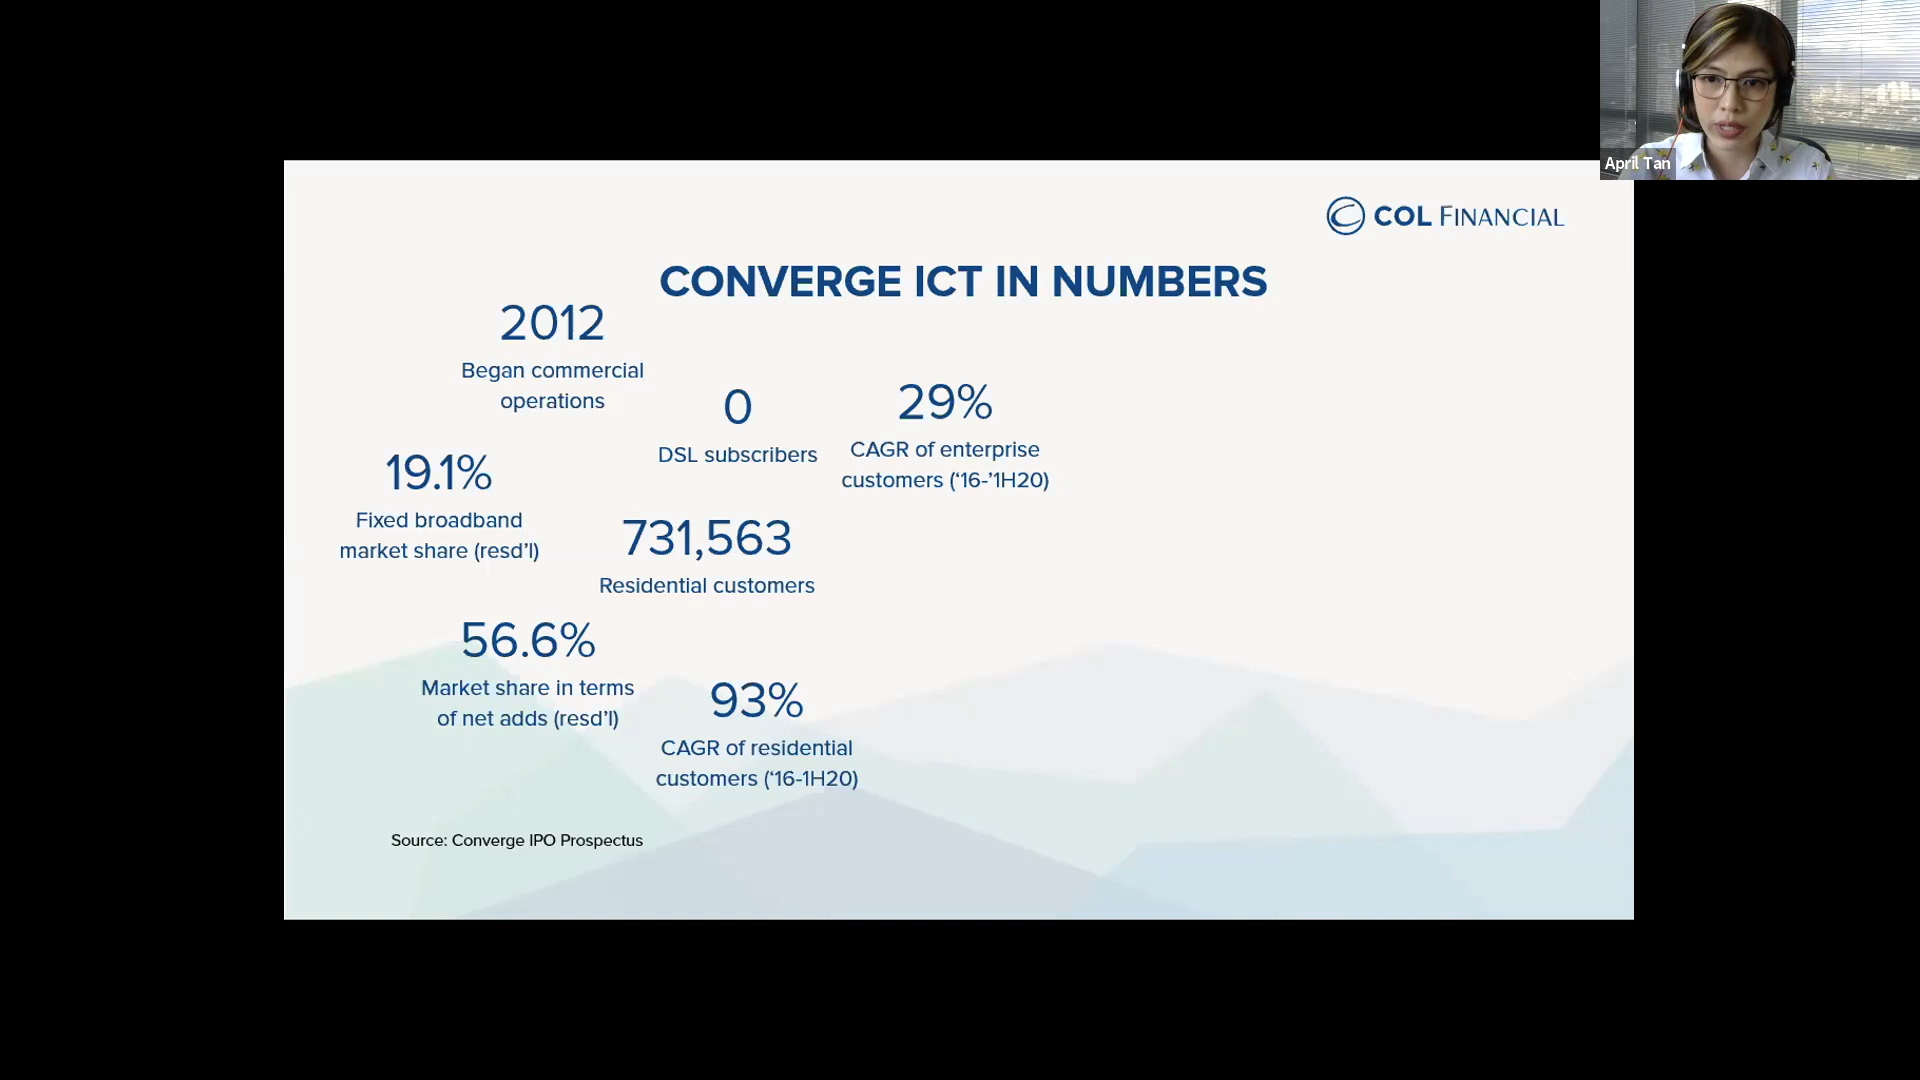 April Tan
COL FINANCIAL
CONVERGE ICT IN NUMBERS
2012
Began commercial
operations
0
DSL subscribers
29%
CAGR of enterprise
customers (‘16-’1H20)
19.1%
Fixed broadband
market share (resd’l)
731,563
Residential customers
56.6%
Market share in terms
of net adds (resd’l)
93%
CAGR of residential
customers (‘16-1H20)
Source: Converge IPO Prospectus